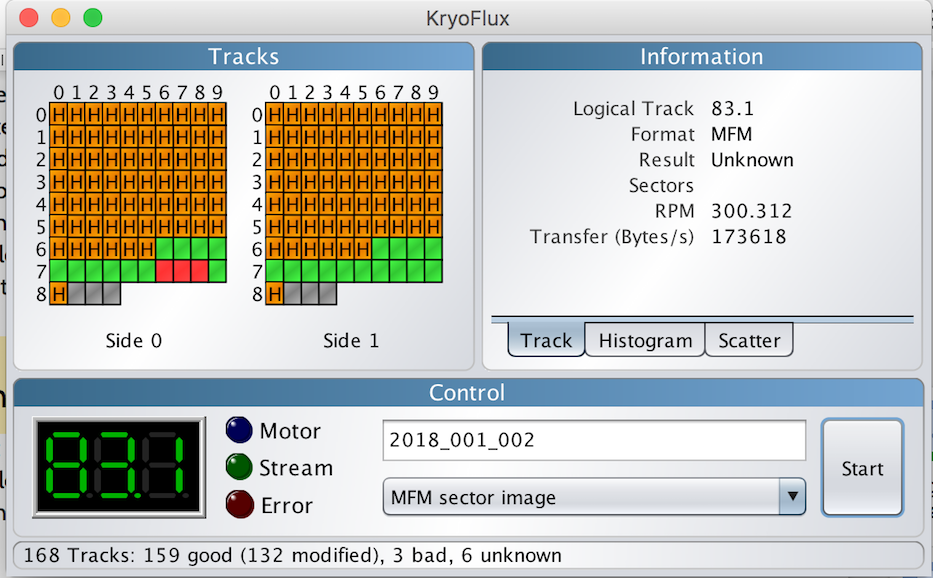 KryoFlux
Tracks
0 1 2 3 4 5 6 7 8 9
0 H H H H H H H H H H
1 H H H H H H H H H H
2 H H H H H H H H H H
3 H H H H H H H H H H
4 H H H H H H H H H H
5 H H H H H H H H H H
6 H H H H H H
7
8 H
Side 0
0 1 2 3 4 5 6 7 8 9
0 H H H H H H H H H H
1 H H H H H H H H H H
2 H H H H H H H H H H
3 H H H H H H H H H H
4 H H H H H H H H H H
5 H H H H H H H H H H
6 H H H H H H
7
8 H
Side 1
Information
Logical Track 83.1
Format MFM
Result Unknown
Sectors
RPM 300.312
Transfer (Bytes/s) 173618
Track Histogram Scatter
Control
83.1
Motor
Stream
Error
2018_001_002
MFM sector image
Start
168 Tracks: 159 good (132 modified), 3 bad, 6 unknown